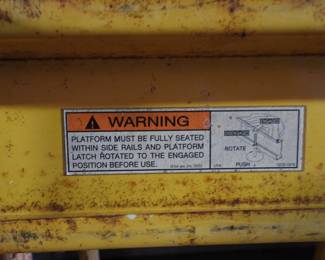 WARNING
PLATFORM MUST BE FULLY SEATED
WITHIN SIDE RAILS AND PLATFORM
LATCH ROTATED TO THE ENGAGED
POSITION BEFORE USE.
ROTATE
PUSH